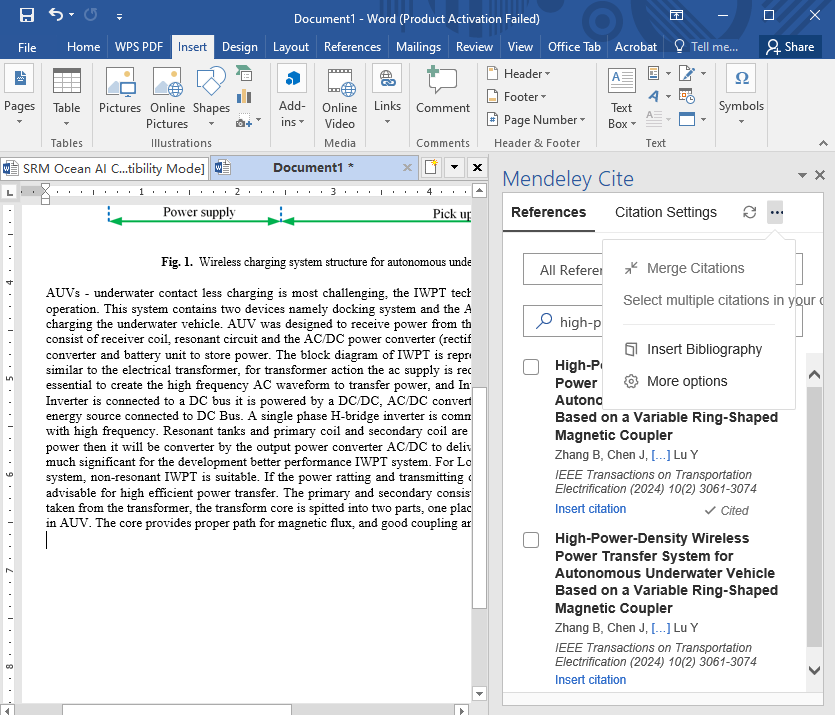 Document1 - Word (Product Activation Failed)
File Home WPS PDF Insert Design Layout References Mailings Review View Office Tab Acrobat Tell me... Share
Pages
Table
Pictures
Online Pictures
Shapes
Add-ins
Online Video
Links
Comment
Header
Footer
Page Number
Text Box
Symbols
Tables Illustrations Media Comments Header & Footer Text
SRM Ocean AI C...tibility Mode]
Document1 *
1 2 3 4
4
5
6
7
8
Power supply Pick up
Fig. 1. Wireless charging system structure for autonomous unde
AUVs - underwater contact less charging is most challenging, the IWPT tech
operation. This system contains two devices namely docking system and the A
charging the underwater vehicle. AUV was designed to receive power from th
consist of receiver coil, resonant circuit and the AC/DC power converter (rectif
converter and battery unit to store power. The block diagram of IWPT is repre
similar to the electrical transformer, for transformer action the ac supply is rec
essential to create the high frequency AC waveform to transfer power, and Inv
Inverter is connected to a DC bus it is powered by a DC/DC, AC/DC convert
energy source connected to DC Bus. A single phase H-bridge inverter is comm
with high frequency. Resonant tanks and primary coil and secondary coil are
power then it will be converter by the output power converter AC/DC to deliv
much significant for the development better performance IWPT system. For Lo
system, non-resonant IWPT is suitable. If the power ratting and transmitting d
advisable for high efficient power transfer. The primary and secondary consis
taken from the transformer, the transform core is spitted into two parts, one plac
in AUV. The core provides proper path for magnetic flux, and good coupling an
Mendeley Cite
References Citation Settings
All Referen
high-p
Merge Citations
Select multiple citations in your
Insert Bibliography
More options
High-Po
Power
Autono
Based on a Variable Ring-Shaped
Magnetic Coupler
Zhang B, Chen J, [...] Lu Y
IEEE Transactions on Transportation
Electrification (2024) 10(2) 3061-3074
Insert citation Cited
High-Power-Density Wireless
Power Transfer System for
Autonomous Underwater Vehicle
Based on a Variable Ring-Shaped
Magnetic Coupler
Zhang B, Chen J, [...] Lu Y
IEEE Transactions on Transportation
Electrification (2024) 10(2) 3061-3074
Insert citation